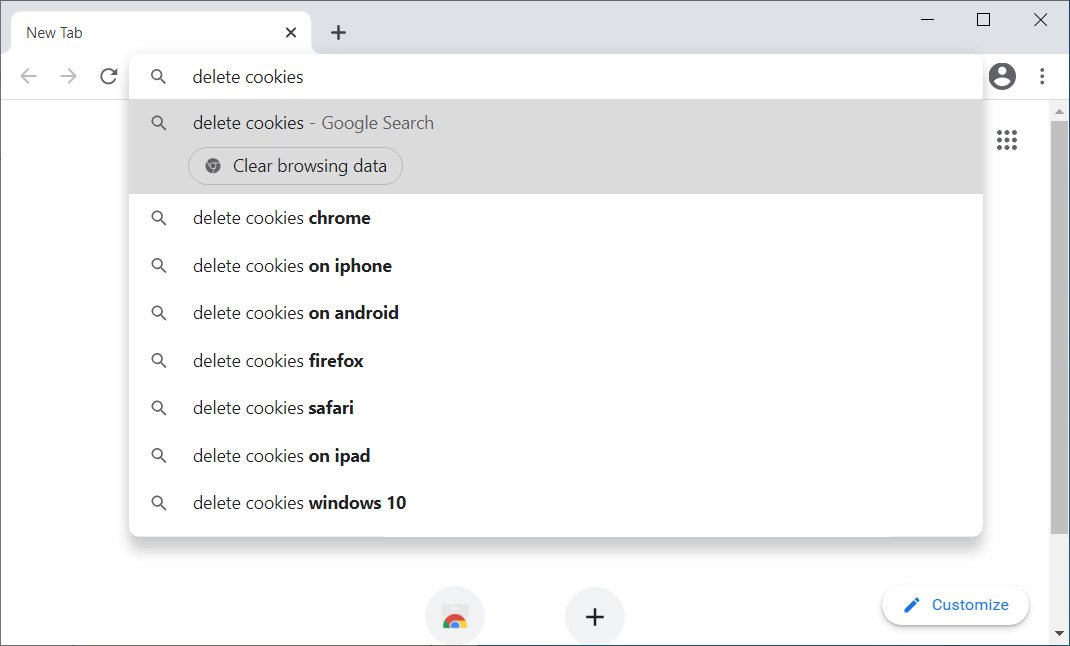 New Tab
delete cookies
delete cookies - Google Search
Clear browsing data
delete cookies chrome
delete cookies on iphone
delete cookies on android
delete cookies firefox
delete cookies safari
delete cookies on ipad
delete cookies windows 10
Customize